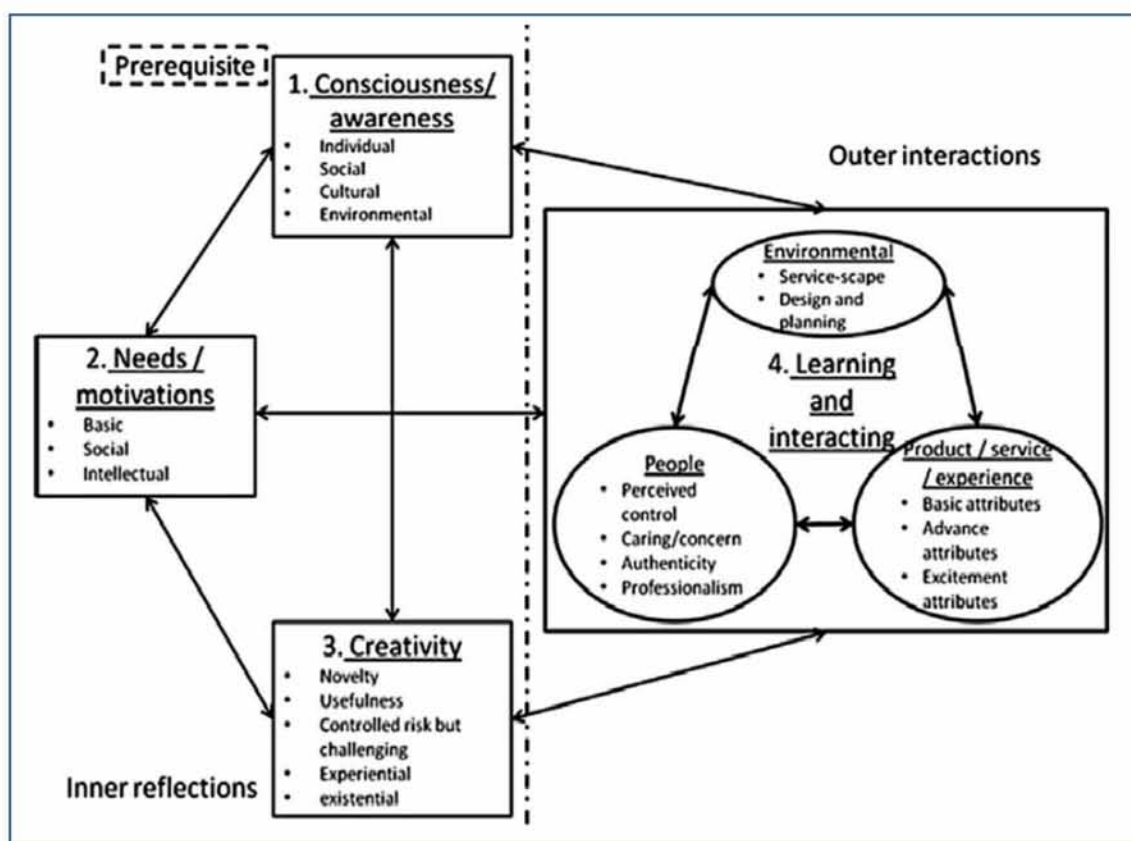 Prerequisite
1. Consciousness/
awareness
• Individual
• Social
• Cultural
• Environmental
2. Needs /
motivations
• Basic
• Social
• Intellectual
3. Creativity
• Novelty
• Usefulness
• Controlled risk but
challenging
• Experiential
• existential
Inner reflections
Outer interactions
Environmental
• Service-scape
• Design and
planning
4. Learning
and
interacting
People
• Perceived
control
• Caring/concern
• Authenticity
• Professionalism
Product / service
/ experience
• Basic attributes
• Advance
attributes
• Excitement
attributes